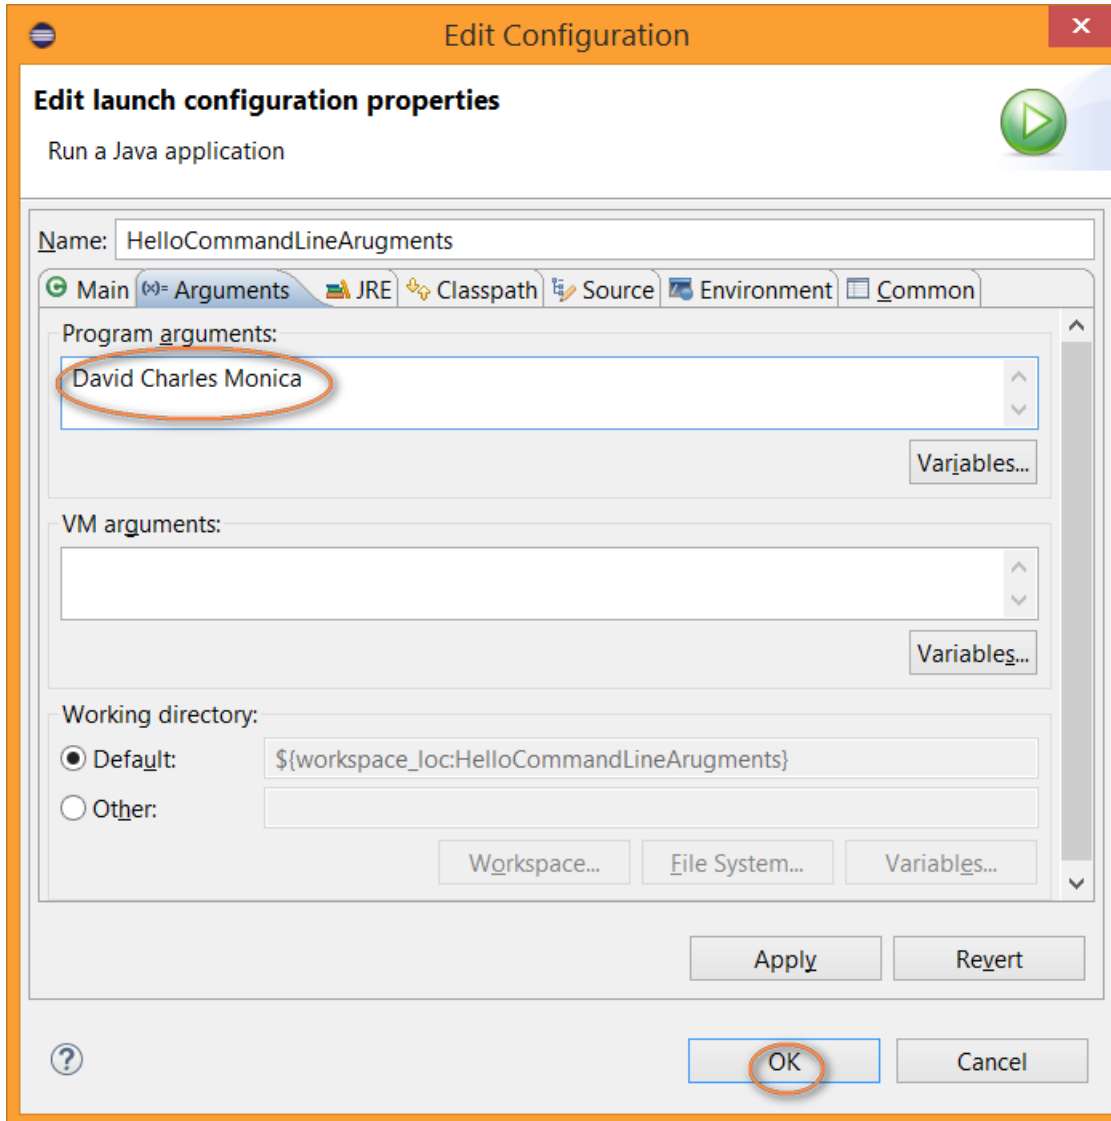 Edit Configuration
Edit launch configuration properties
Run a Java application
Name: HelloCommandLineArugments
Main (x)= Arguments JRE Classpath Source Environment Common
Program arguments:
David Charles Monica
Variables...
VM arguments:
Variables...
Working directory:
Default: ${workspace_loc:HelloCommandLineArugments}
Other:
Workspace... File System... Variables...
Apply Revert
OK Cancel